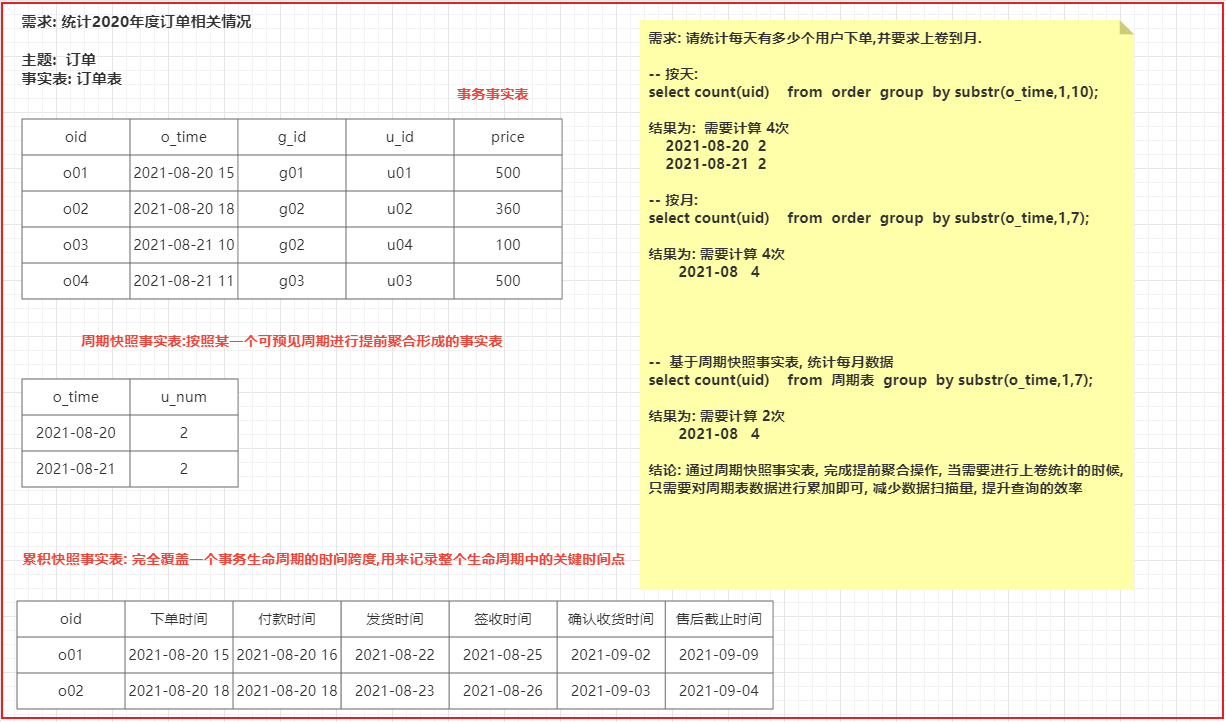 需求: 统计2020年度订单相关情况
主题: 订单
事实表: 订单表
事务事实表
oid o_time g_id u_id price
o01 2021-08-20 15 g01 u01 500
o02 2021-08-20 18 g02 u02 360
o03 2021-08-21 10 g02 u04 100
o04 2021-08-21 11 g03 u03 500
周期快照事实表:按照某一个可预见周期进行提前聚合形成的事实表
o_time u_num
2021-08-20 2
2021-08-21 2
累积快照事实表: 完全覆盖一个事务生命周期的时间跨度,用来记录整个生命周期中的关键时间点
oid 下单时间 付款时间 发货时间 签收时间 确认收货时间 售后截止时间
o01 2021-08-20 15 2021-08-20 16 2021-08-22 2021-08-25 2021-09-02 2021-09-09
o02 2021-08-20 18 2021-08-20 18 2021-08-23 2021-08-26 2021-09-03 2021-09-04
需求: 请统计每天有多少个用户下单,并要求上卷到月.
-- 按天:
select count(uid) from order group by substr(o_time,1,10);
结果为: 需要计算 4次
2021-08-20 2
2021-08-21 2
-- 按月:
select count(uid) from order group by substr(o_time,1,7);
结果为: 需要计算 4次
2021-08 4
-- 基于周期快照事实表, 统计每月数据
select count(uid) from 周期表 group by substr(o_time,1,7);
结果为: 需要计算 2次
2021-08 4
结论: 通过周期快照事实表, 完成提前聚合操作, 当需要进行上卷统计的时候,
只需要对周期表数据进行累加即可, 减少数据扫描量, 提升查询的效率